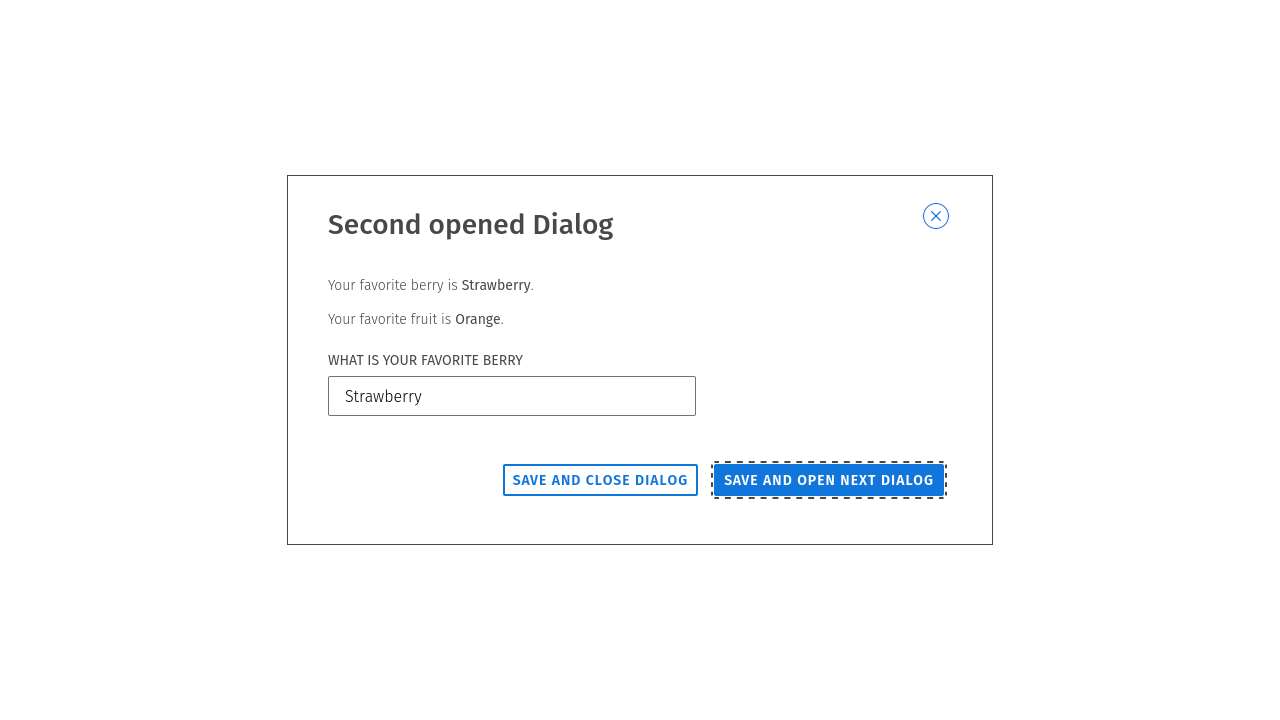 Second opened Dialog
Your favorite berry is Strawberry.
Your favorite fruit is Orange.
WHAT IS YOUR FAVORITE BERRY
Strawberry
SAVE AND CLOSE DIALOG
SAVE AND OPEN NEXT DIALOG